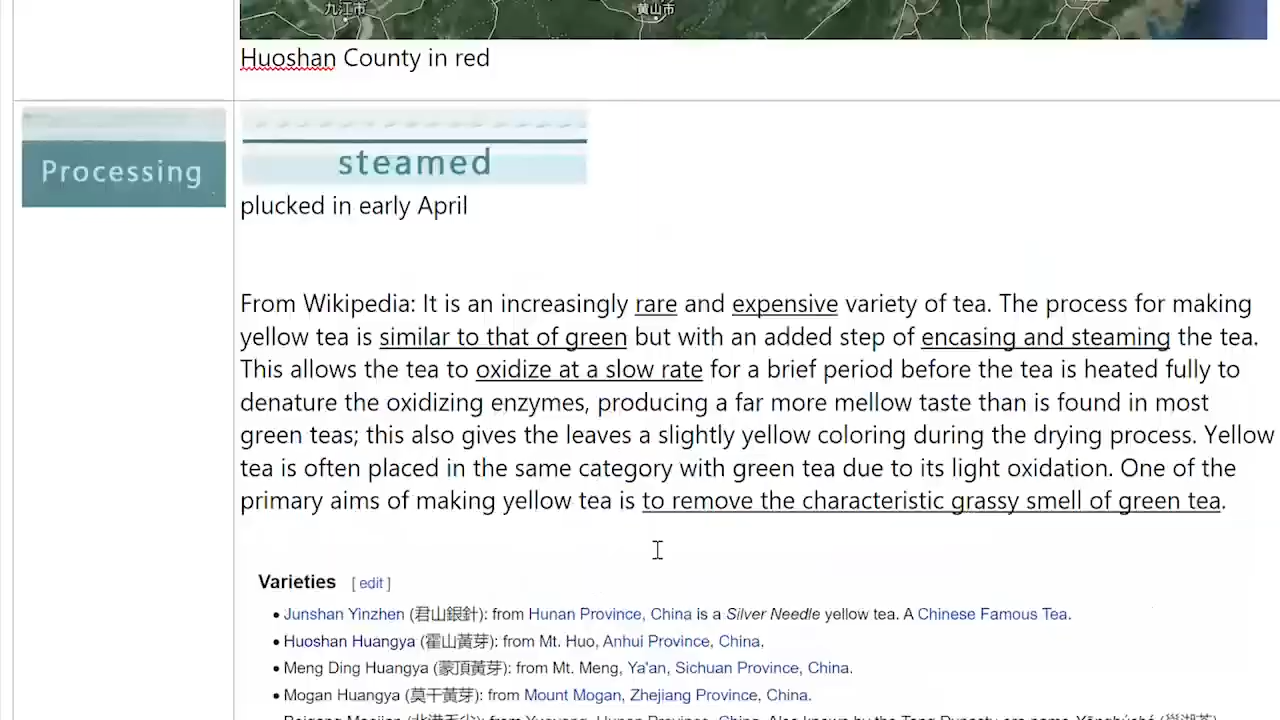 九江市
黄山市
Huoshan County in red
Processing
steamed
plucked in early April
From Wikipedia: It is an increasingly rare and expensive variety of tea. The process for making
yellow tea is similar to that of green but with an added step of encasing and steaming the tea.
This allows the tea to oxidize at a slow rate for a brief period before the tea is heated fully to
denature the oxidizing enzymes, producing a far more mellow taste than is found in most
green teas; this also gives the leaves a slightly yellow coloring during the drying process. Yellow
tea is often placed in the same category with green tea due to its light oxidation. One of the
primary aims of making yellow tea is to remove the characteristic grassy smell of green tea.
Varieties [ edit ]
• Junshan Yinzhen (君山銀針): from Hunan Province, China is a Silver Needle yellow tea. A Chinese Famous Tea.
• Huoshan Huangya (霍山黃芽): from Mt. Huo, Anhui Province, China.
• Meng Ding Huangya (蒙頂黃芽): from Mt. Meng, Ya'an, Sichuan Province, China.
• Mogan Huangya (莫干黃芽): from Mount Mogan, Zhejiang Province, China.